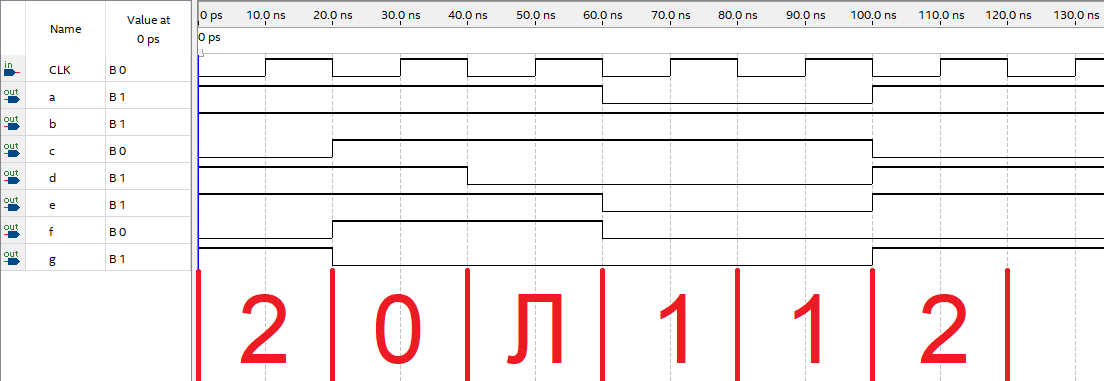 Name Value at 0 ps 0 ps 10.0 ns 20.0 ns 30.0 ns 40.0 ns 50.0 ns 60.0 ns 70.0 ns 80.0 ns 90.0 ns 100.0 ns 110.0 ns 120.0 ns 130.0 ns
0 ps
in CLK B 0
out a B 1
out b B 1
out c B 0
out d B 1
out e B 1
out f B 0
out g B 1
2 0 Л 1 1 2